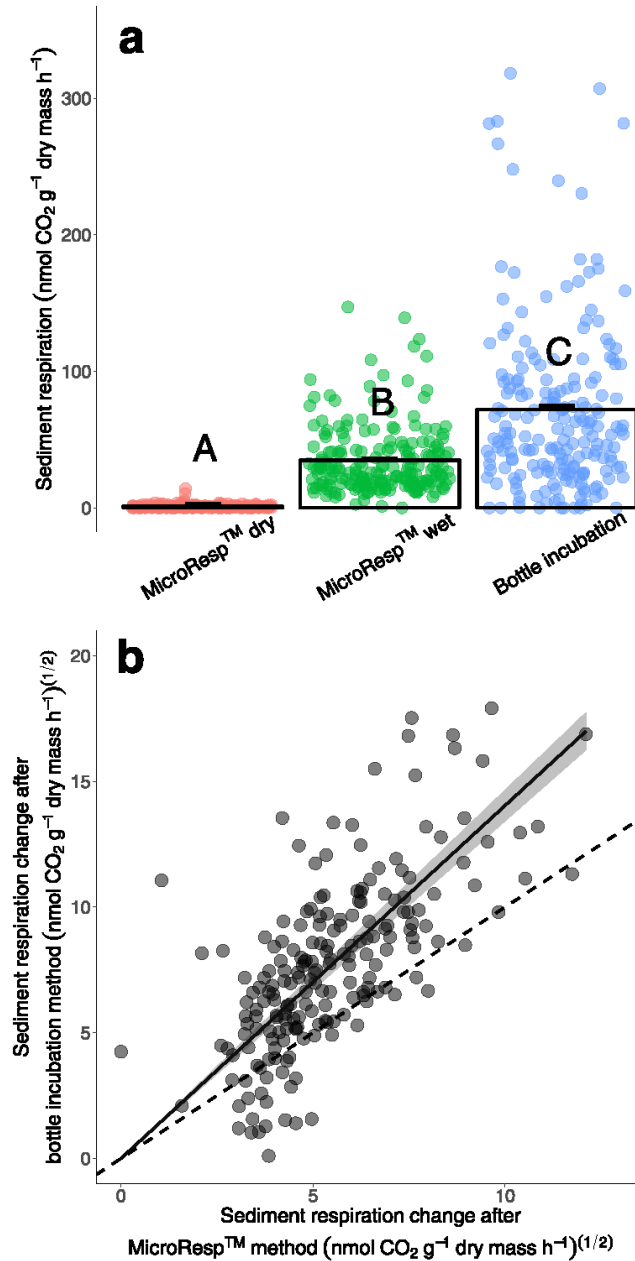 a
Sediment respiration (nmol CO₂ g⁻¹ dry mass h⁻¹)
300
200
100
0
A
B
C
MicroResp™ dry
MicroResp™ wet
Bottle incubation
b
Sediment respiration change after
bottle incubation method (nmol CO₂ g⁻¹ dry mass h⁻¹)⁽¹/²⁾
20
15
10
5
0
0
5
10
Sediment respiration change after
MicroResp™ method (nmol CO₂ g⁻¹ dry mass h⁻¹)⁽¹/²⁾